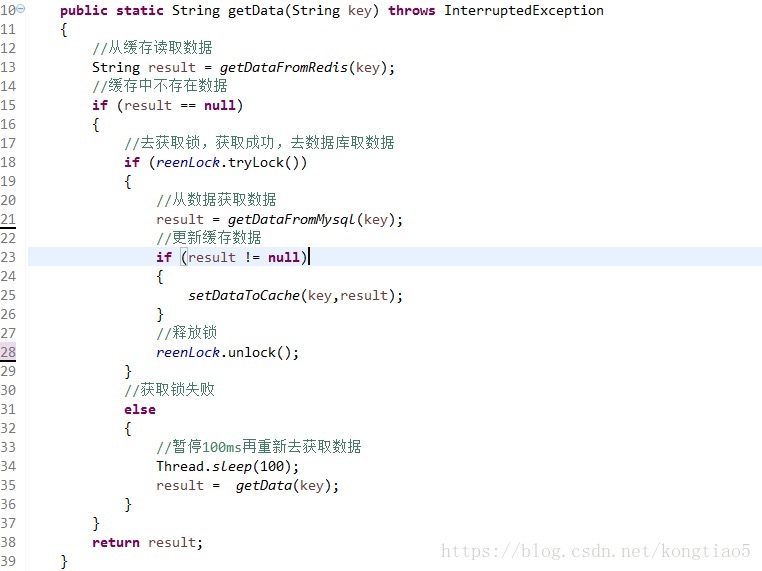 10 public static String getData(String key) throws InterruptedException
11 {
12 //从缓存读取数据
13 String result = getDataFromRedis(key);
14 //缓存中不存在数据
15 if (result == null)
16 {
17 //去获取锁，获取成功，去数据库取数据
18 if (reenLock.tryLock())
19 {
20 //从数据获取数据
21 result = getDataFromMysql(key);
22 //更新缓存数据
23 if (result != null)
24 {
25 setDataToCache(key,result);
26 }
27 //释放锁
28 reenLock.unlock();
29 }
30 //获取锁失败
31 else
32 {
33 //暂停100ms再重新去获取数据
34 Thread.sleep(100);
35 result =  getData(key);
36 }
37 }
38 return result;
39 }
https://blog.csdn.net/kongtiao5